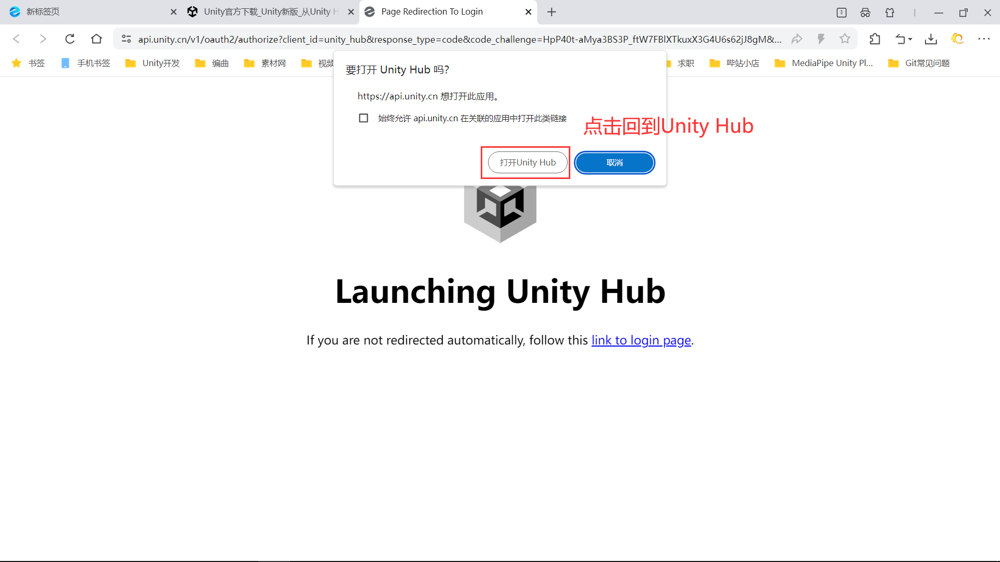 新标签页
Unity官方下载_Unity新版_从Unity H
Page Redirection To Login
3
api.unity.cn/v1/oauth2/authorize?client_id=unity_hub&response_type=code&code_challenge=HpP40t-aMya3BS3P_ftW7FBlXTkuxX3G4U6s62jJ8gM&...
书签
手机书签
Unity开发
编曲
素材网
视频
求职
哔站小店
MediaPipe Unity Pl...
Git常见问题
要打开 Unity Hub 吗?
https://api.unity.cn 想打开此应用。
始终允许 api.unity.cn 在关联的应用中打开此类链接
点击回到Unity Hub
打开Unity Hub
取消
Launching Unity Hub
If you are not redirected automatically, follow this link to login page.